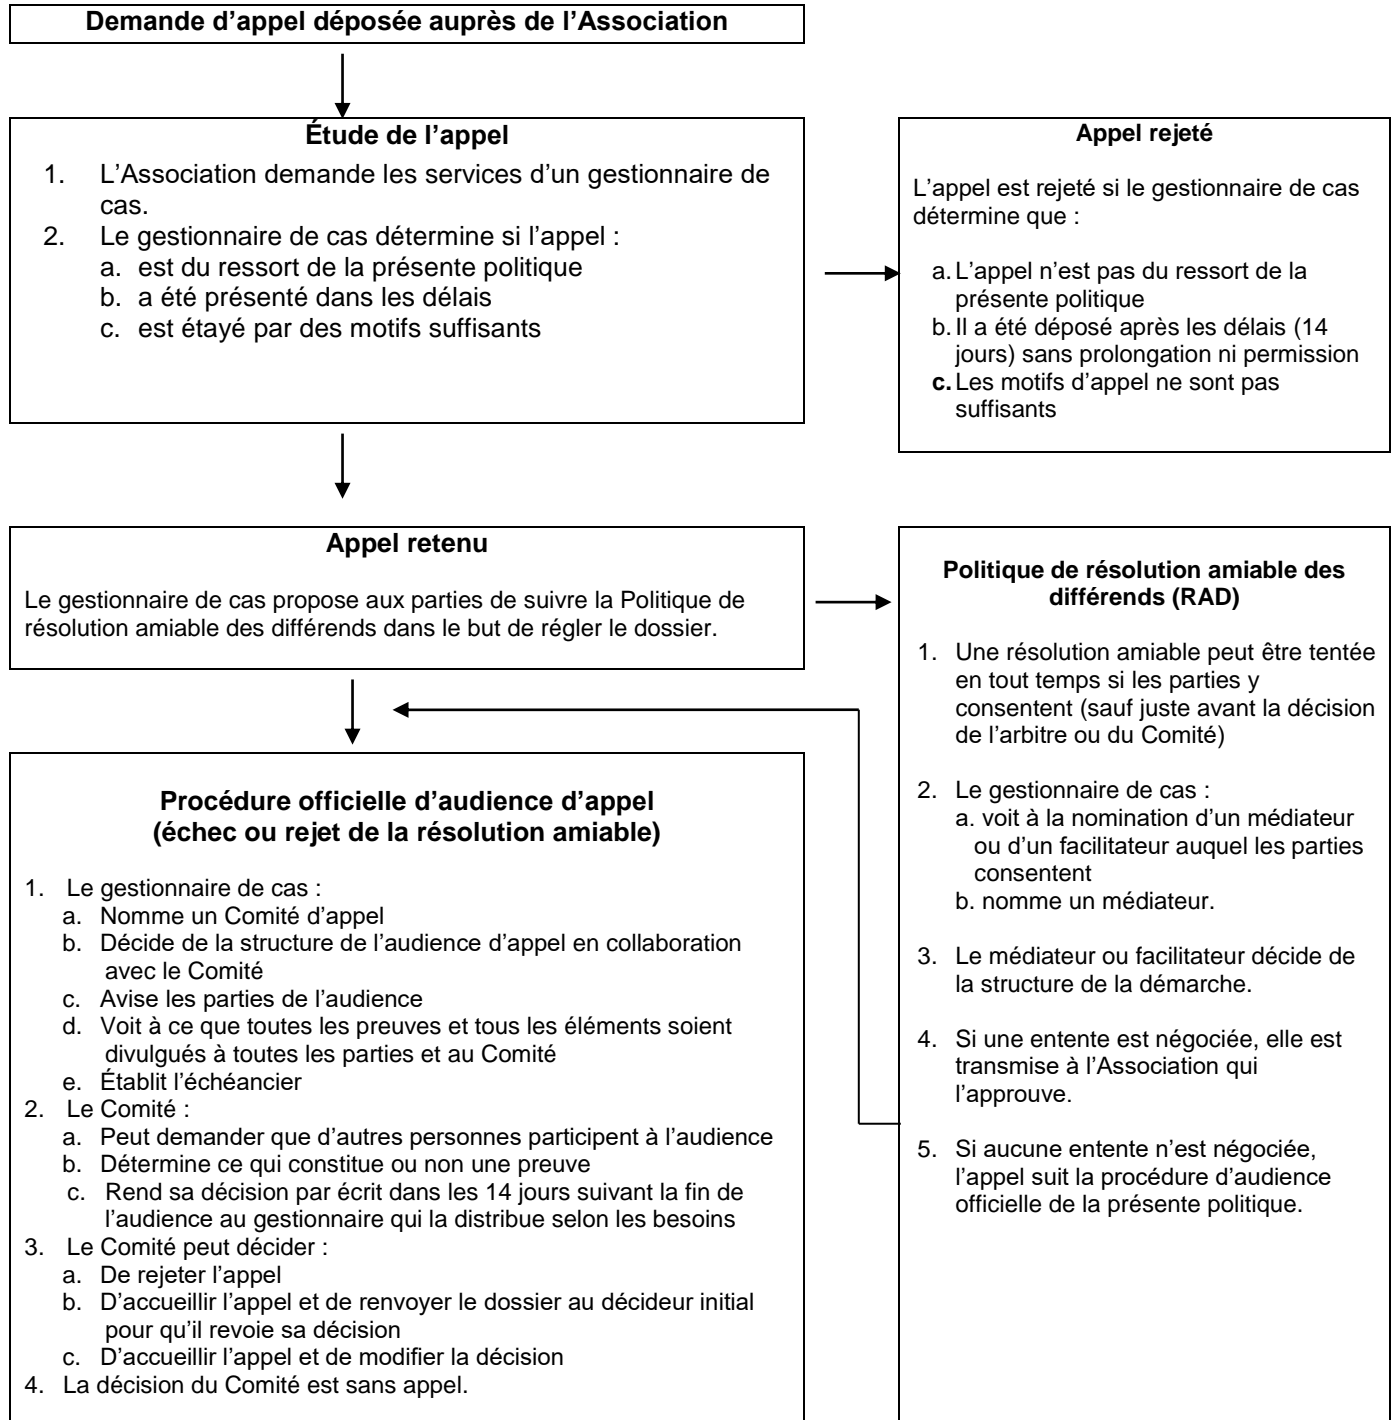 Demande d’appel déposée auprès de l’Association
Étude de l’appel
1. L’Association demande les services d’un gestionnaire de
cas.
2. Le gestionnaire de cas détermine si l’appel :
a. est du ressort de la présente politique
b. a été présenté dans les délais
c. est étayé par des motifs suffisants
Appel rejeté
L’appel est rejeté si le gestionnaire de cas
détermine que :
a. L’appel n’est pas du ressort de la
présente politique
b. Il a été déposé après les délais (14
jours) sans prolongation ni permission
c. Les motifs d’appel ne sont pas
suffisants
Appel retenu
Le gestionnaire de cas propose aux parties de suivre la Politique de
résolution amiable des différends dans le but de régler le dossier.
Politique de résolution amiable des
différends (RAD)
1. Une résolution amiable peut être tentée
en tout temps si les parties y
consentent (sauf juste avant la décision
de l’arbitre ou du Comité)
2. Le gestionnaire de cas :
a. voit à la nomination d’un médiateur
ou d’un facilitateur auquel les parties
consentent
b. nomme un médiateur.
3. Le médiateur ou facilitateur décide de
la structure de la démarche.
4. Si une entente est négociée, elle est
transmise à l’Association qui
l’approuve.
5. Si aucune entente n’est négociée,
l’appel suit la procédure d’audience
officielle de la présente politique.
Procédure officielle d’audience d’appel
(échec ou rejet de la résolution amiable)
1. Le gestionnaire de cas :
a. Nomme un Comité d’appel
b. Décide de la structure de l’audience d’appel en collaboration
avec le Comité
c. Avise les parties de l’audience
d. Voit à ce que toutes les preuves et tous les éléments soient
divulgués à toutes les parties et au Comité
e. Établit l’échéancier
2. Le Comité :
a. Peut demander que d’autres personnes participent à l’audience
b. Détermine ce qui constitue ou non une preuve
c. Rend sa décision par écrit dans les 14 jours suivant la fin de
l’audience au gestionnaire qui la distribue selon les besoins
3. Le Comité peut décider :
a. De rejeter l’appel
b. D’accueillir l’appel et de renvoyer le dossier au décideur initial
pour qu’il revoie sa décision
c. D’accueillir l’appel et de modifier la décision
4. La décision du Comité est sans appel.